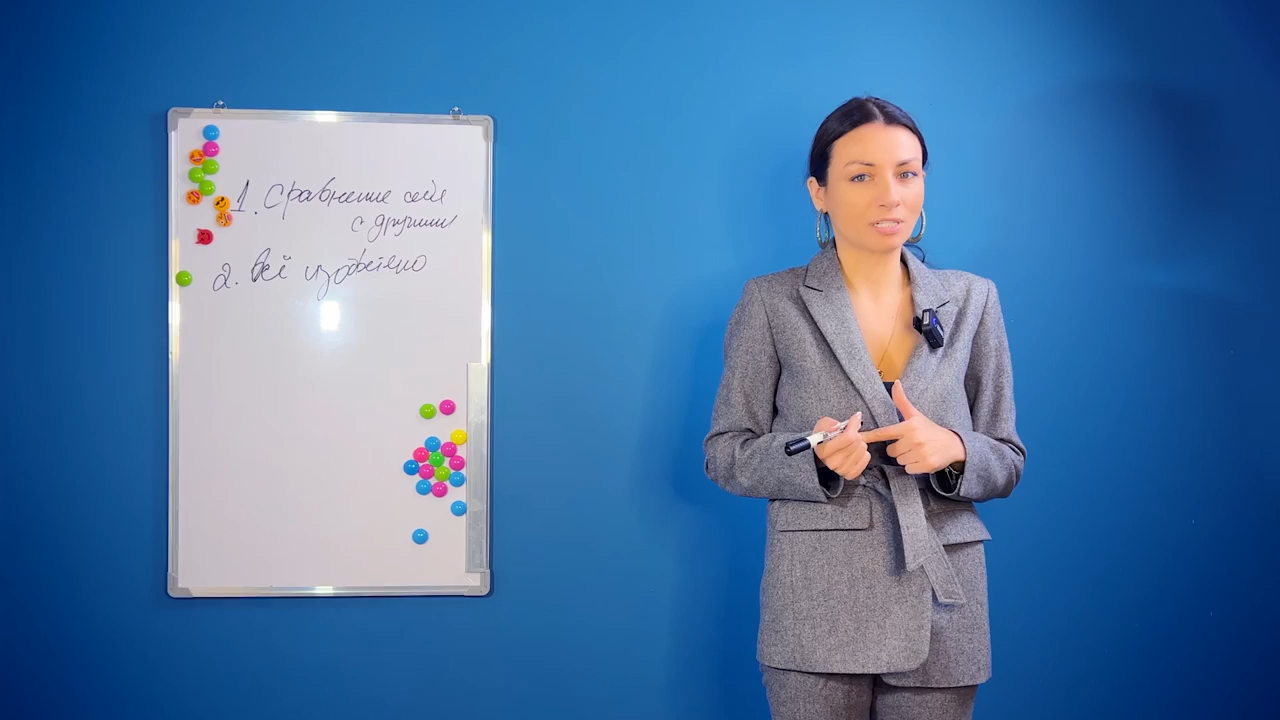 1. Сравнение себя
с другими
2. Всё изобретено